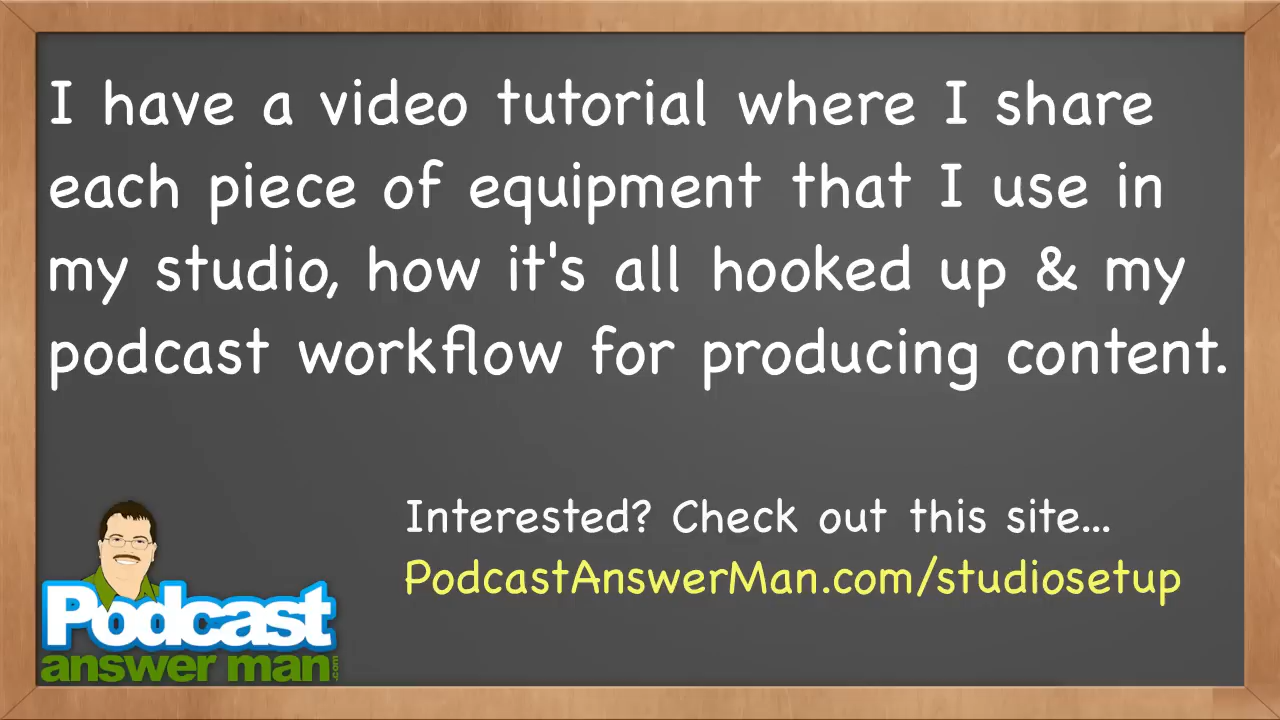 I have a video tutorial where I share
each piece of equipment that I use in
my studio, how it's all hooked up & my
podcast workflow for producing content.
Interested? Check out this site...
PodcastAnswerMan.com/studiosetup
Podcast
answer man.com